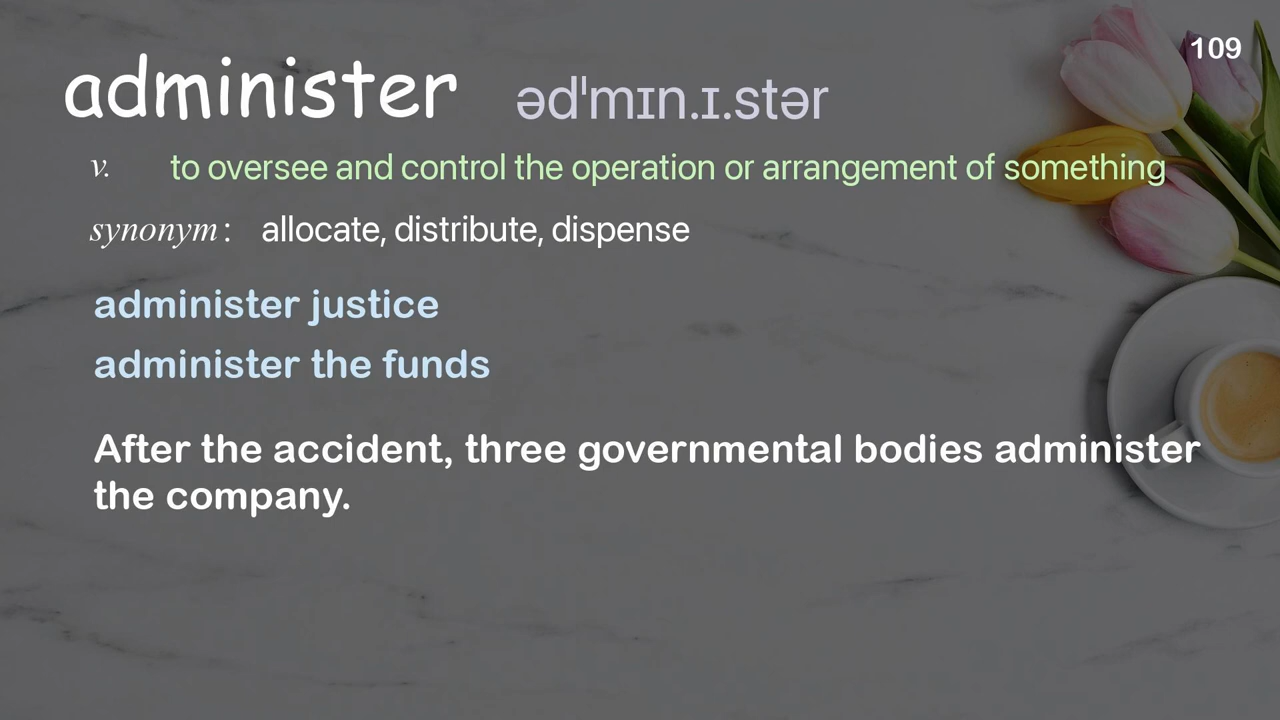 109
administer əd'mɪn.ɪ.stər
v. to oversee and control the operation or arrangement of something
synonym: allocate, distribute, dispense
administer justice
administer the funds
After the accident, three governmental bodies administer
the company.